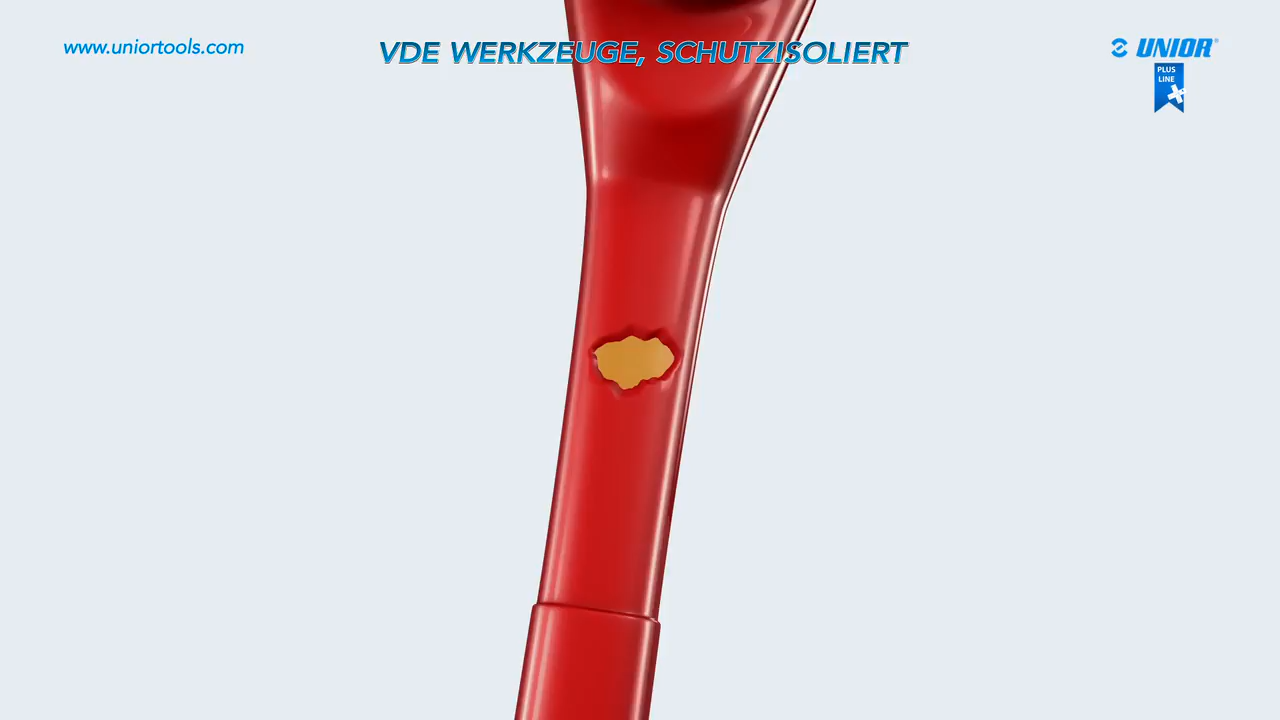 www.uniortools.com
VDE WERKZEUGE, SCHUTZISOLIERT
UNIOR®
PLUS
LINE